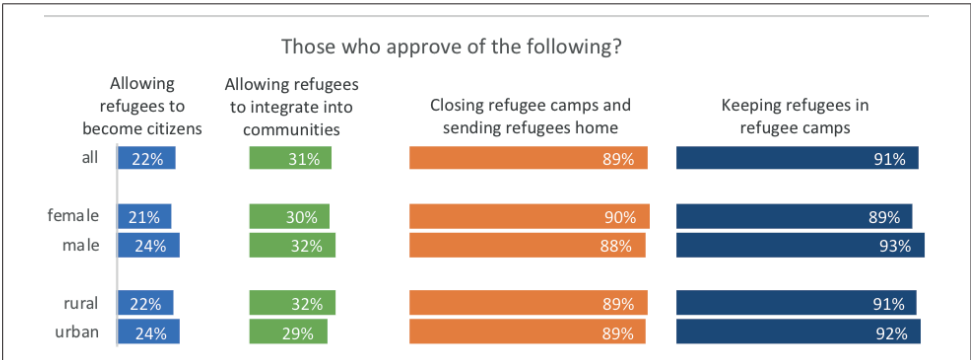 Those who approve of the following?
Allowing
refugees to
become citizens
Allowing refugees
to integrate into
communities
Closing refugee camps and
sending refugees home
Keeping refugees in
refugee camps
all 22% 31% 89% 91%
female 21% 30% 90% 89%
male 24% 32% 88% 93%
rural 22% 32% 89% 91%
urban 24% 29% 89% 92%